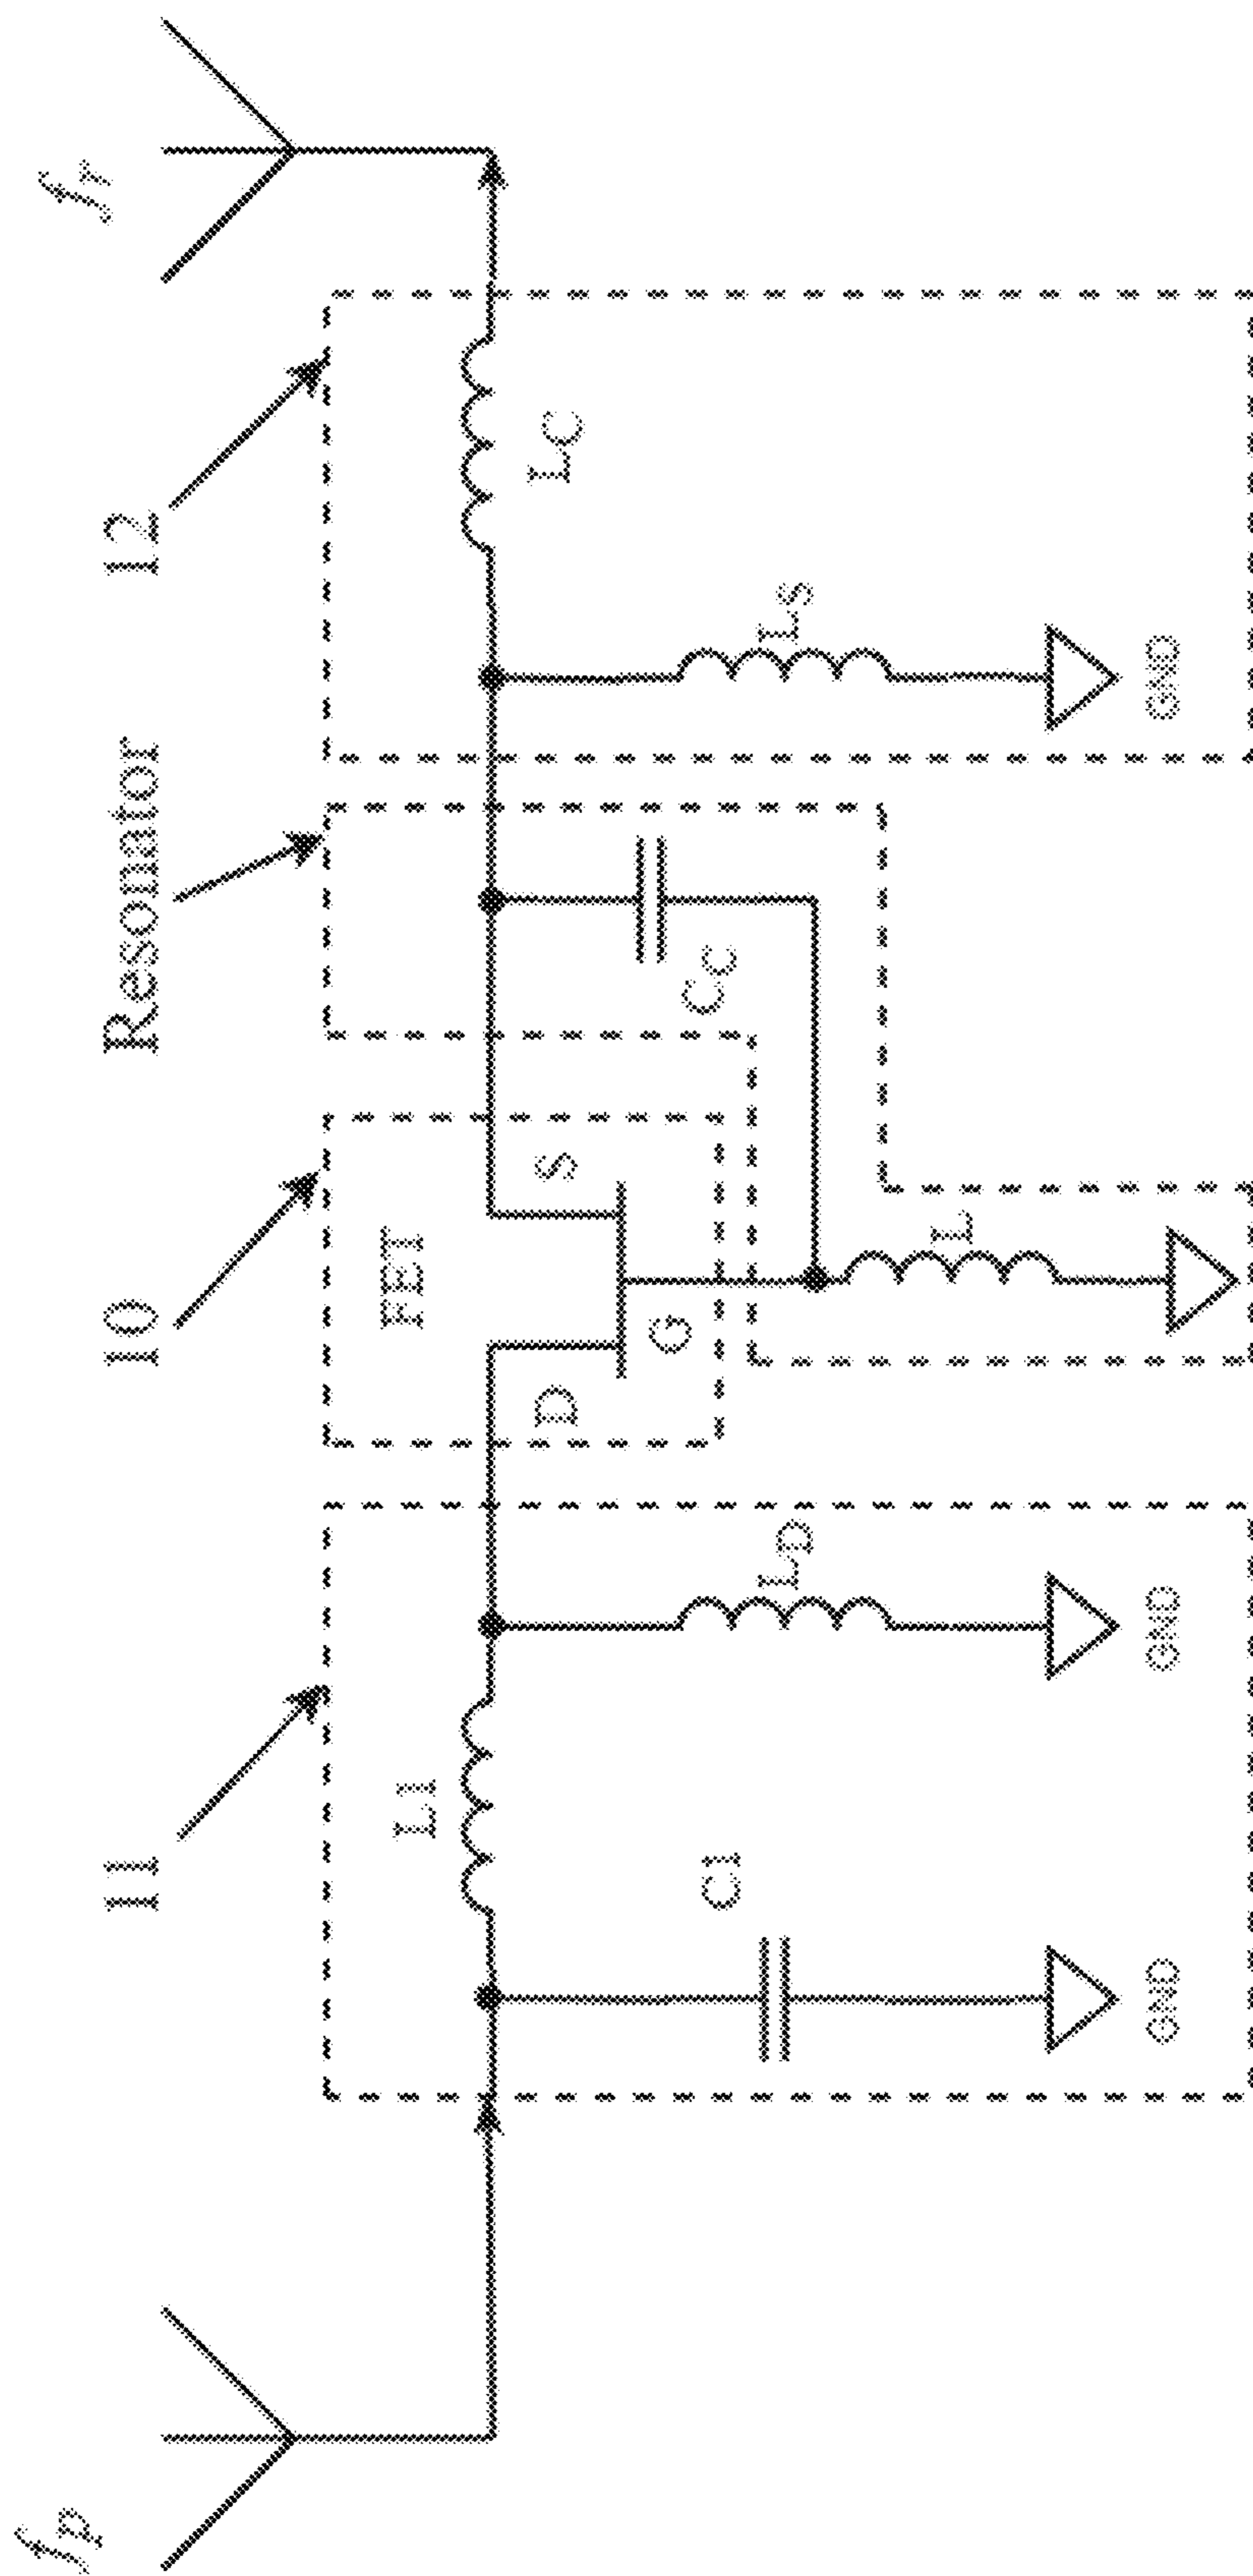 fp
fr
11
10
Resonator
12
FET
L1
D
S
G
LC
C1
LD
CC
LS
L
GND
GND
GND